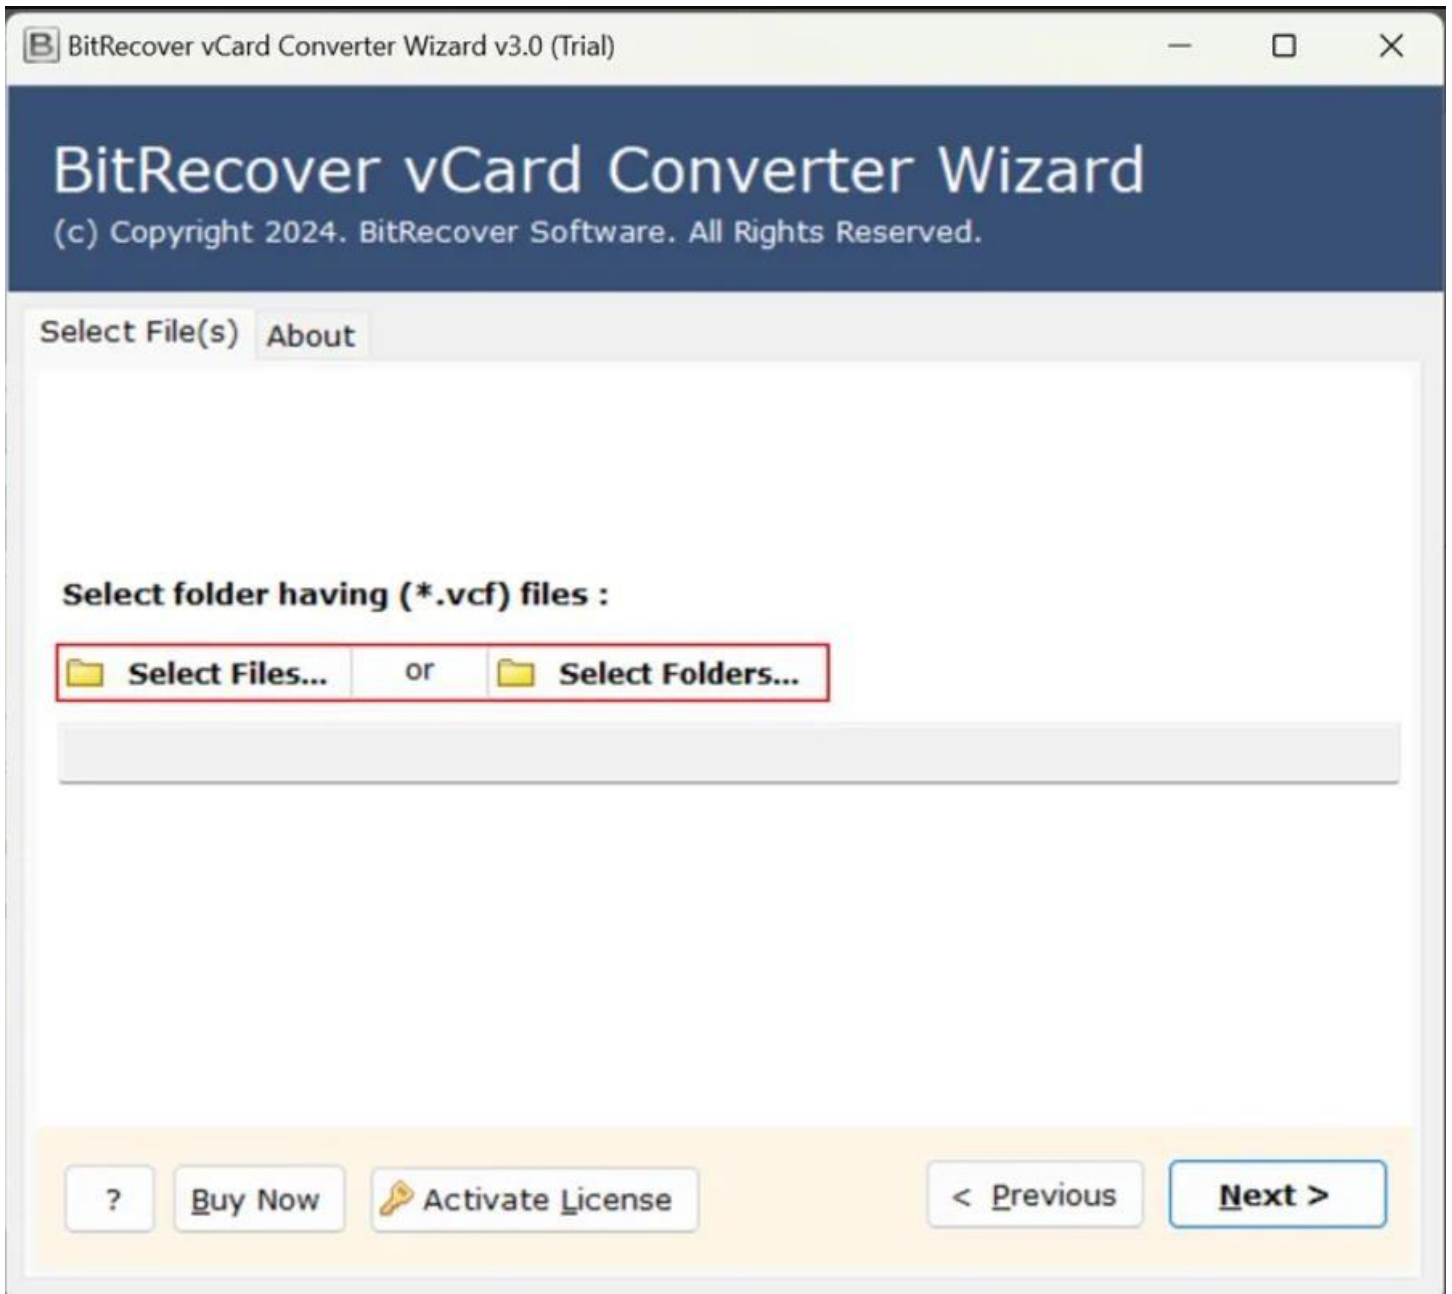 B BitRecover vCard Converter Wizard v3.0 (Trial)
BitRecover vCard Converter Wizard
(c) Copyright 2024. BitRecover Software. All Rights Reserved.
Select File(s) About
Select folder having (*.vcf) files :
Select Files... or Select Folders...
? Buy Now Activate License < Previous Next >